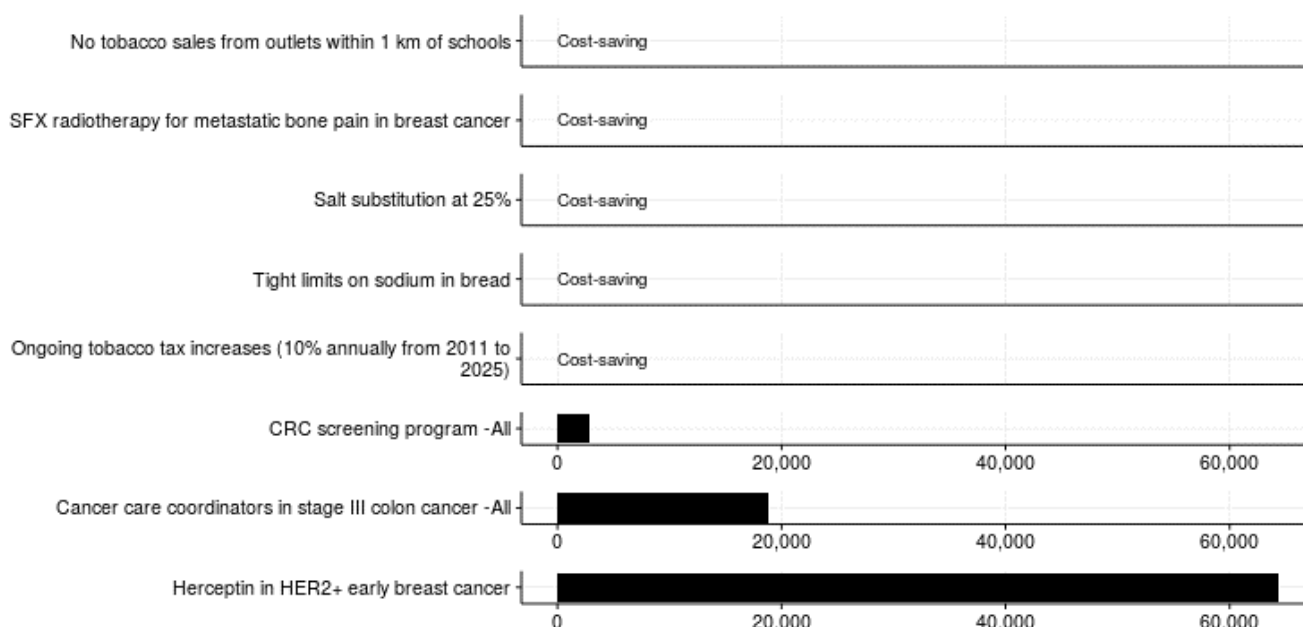 No tobacco sales from outlets within 1 km of schools Cost-saving
SFX radiotherapy for metastatic bone pain in breast cancer Cost-saving
Salt substitution at 25% Cost-saving
Tight limits on sodium in bread Cost-saving
Ongoing tobacco tax increases (10% annually from 2011 to
2025) Cost-saving
CRC screening program -All
0 20,000 40,000 60,000
Cancer care coordinators in stage III colon cancer -All
0 20,000 40,000 60,000
Herceptin in HER2+ early breast cancer
0 20,000 40,000 60,000